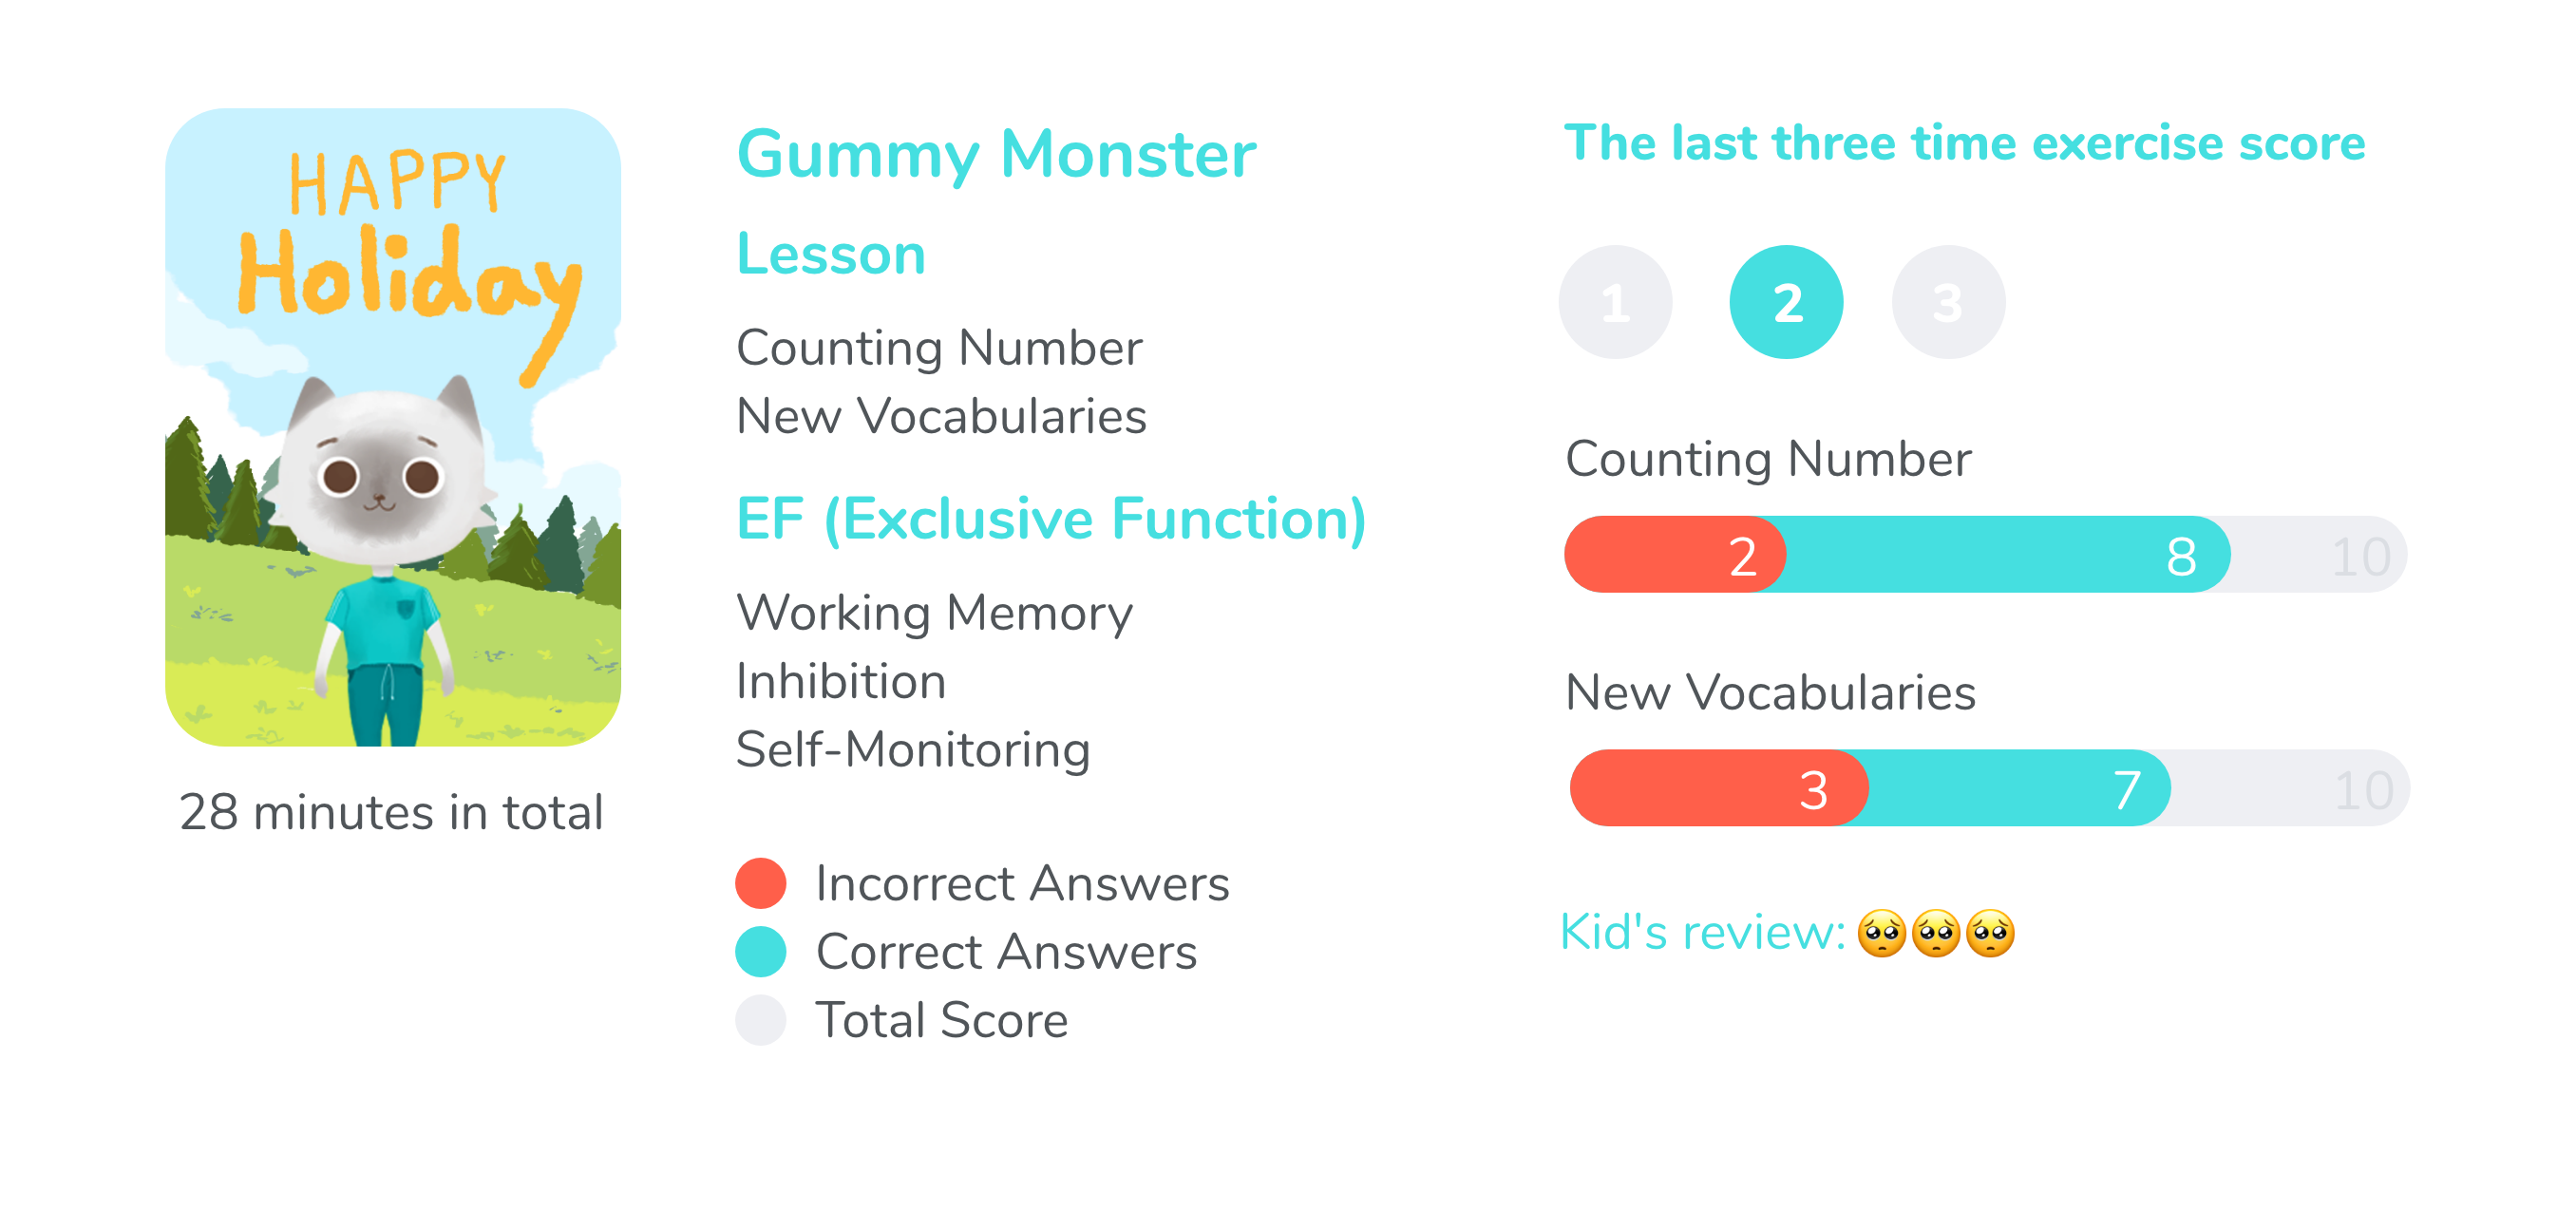 HAPPY
Holiday
28 minutes in total
Gummy Monster
Lesson
Counting Number
New Vocabularies
EF (Exclusive Function)
Working Memory
Inhibition
Self-Monitoring
Incorrect Answers
Correct Answers
Total Score
The last three time exercise score
1 2 3
Counting Number
2 8 10
New Vocabularies
3 7 10
Kid's review: 🥺🥺🥺